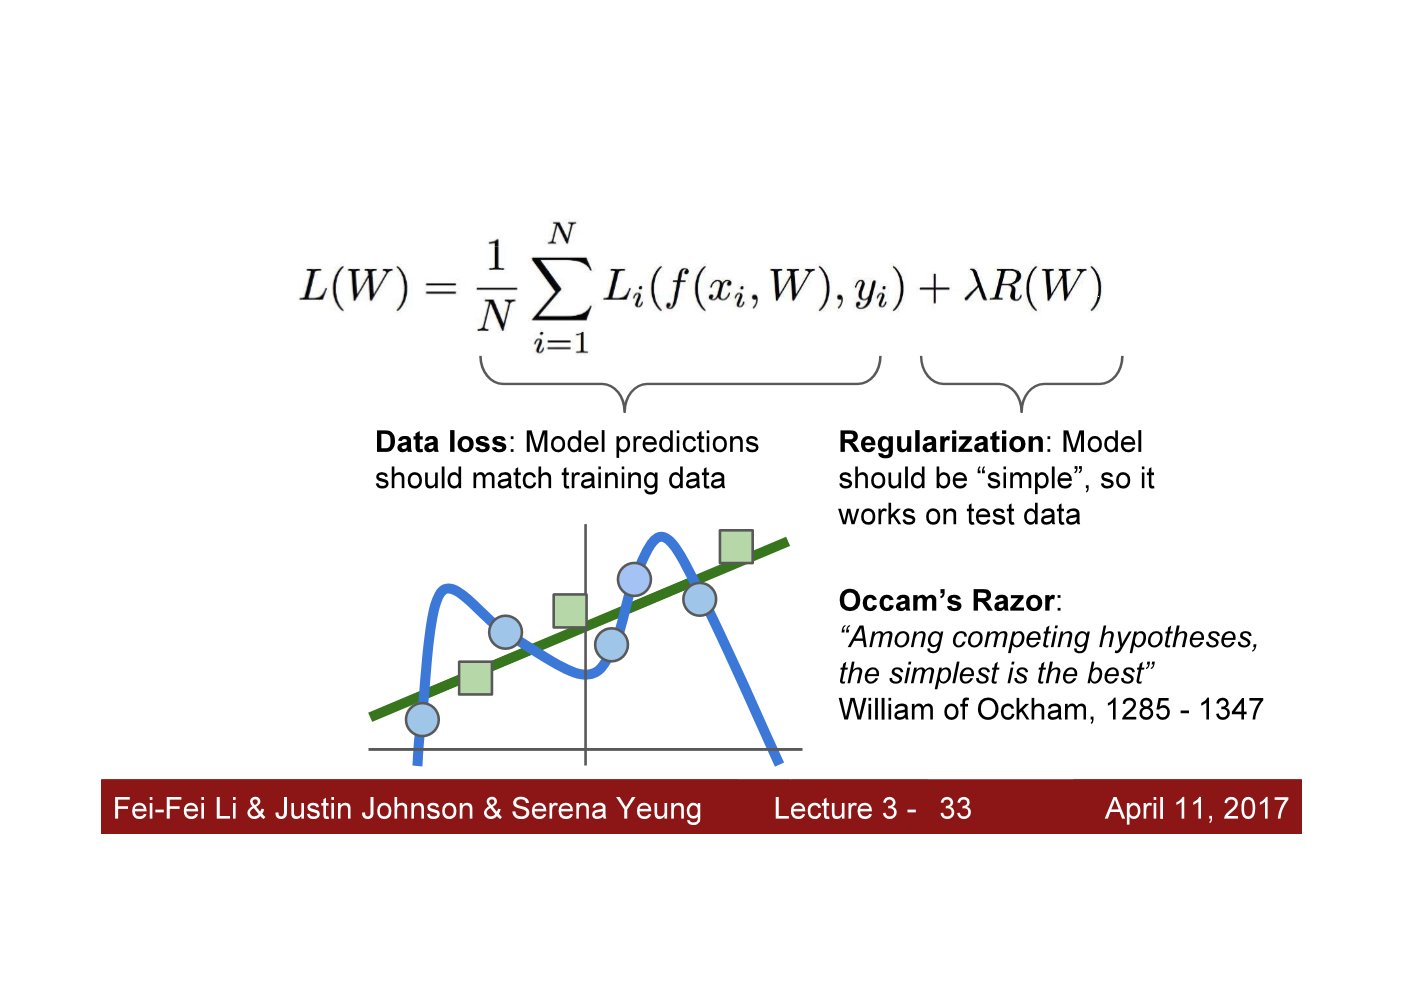 L(W) = \frac{1}{N} \sum_{i=1}^{N} L_i(f(x_i, W), y_i) + λR(W)
Data loss: Model predictions
should match training data
Regularization: Model
should be “simple”, so it
works on test data
Occam’s Razor:
“Among competing hypotheses,
the simplest is the best”
William of Ockham, 1285 - 1347
Fei-Fei Li & Justin Johnson & Serena Yeung Lecture 3 - 33 April 11, 2017